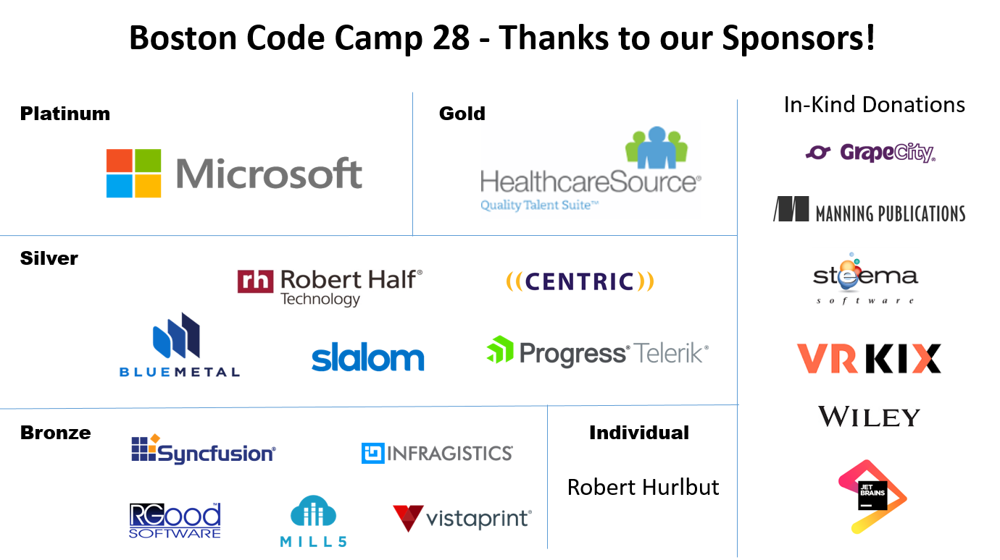 Boston Code Camp 28 - Thanks to our Sponsors!
Platinum
Microsoft
Gold
HealthcareSource®
Quality Talent Suite™
Silver
rh Robert Half®
Technology
((CENTRIC))
BLUEMETAL
slalom
Progress® Telerik®
Bronze
Syncfusion®
INFRAGISTICS®
RGood™
SOFTWARE
MILL5
vistaprint®
Individual
Robert Hurlbut
In-Kind Donations
GrapeCity®
MANNING PUBLICATIONS
steema
software
VRKIX
WILEY
JET
BRAINS